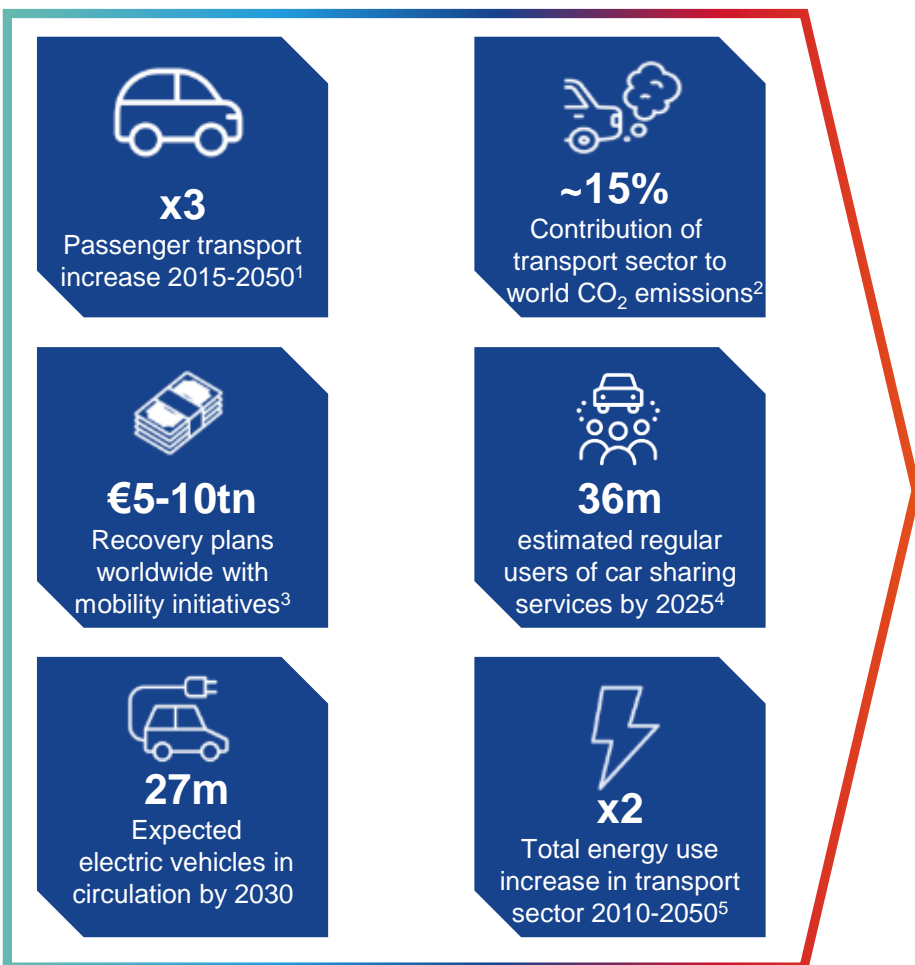 x3
Passenger transport
increase 2015-2050¹
~15%
Contribution of
transport sector to
world CO₂ emissions²
€5-10tn
Recovery plans
worldwide with
mobility initiatives³
36m
estimated regular
users of car sharing
services by 2025⁴
27m
Expected
electric vehicles in
circulation by 2030
x2
Total energy use
increase in transport
sector 2010-2050⁵